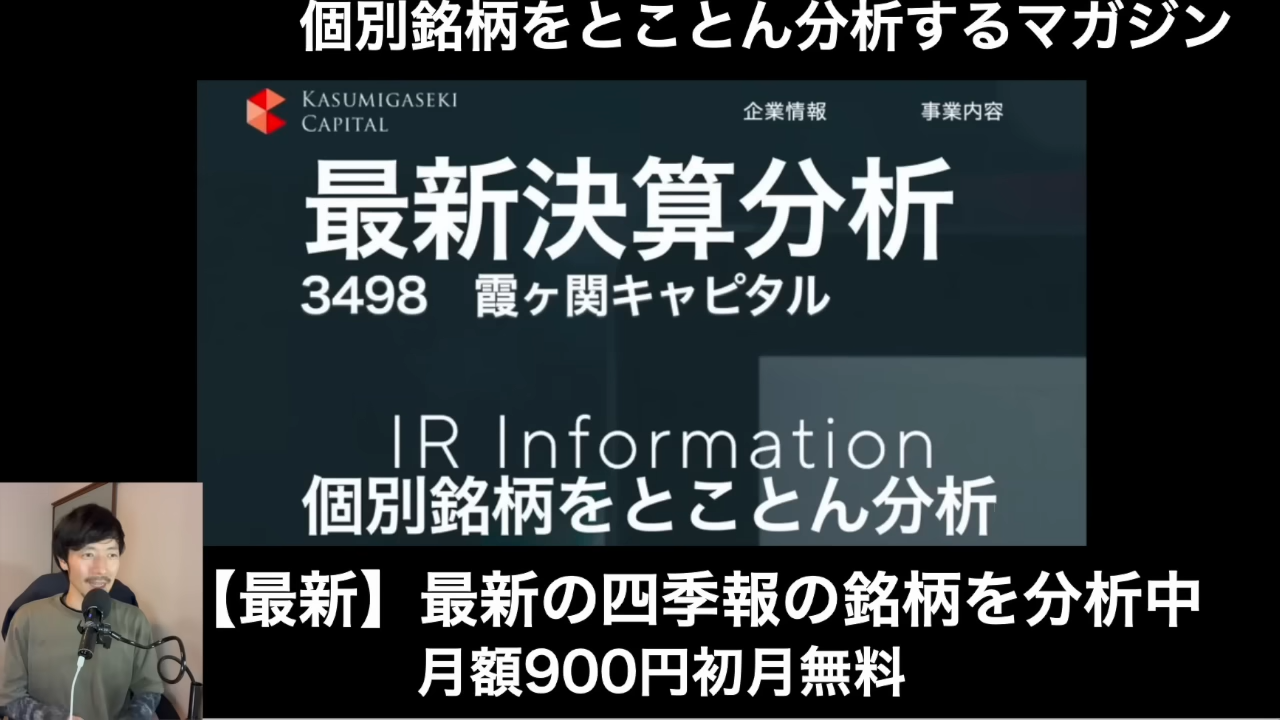 個別銘柄をとことん分析するマガジン
KASUMIGASEKI
CAPITAL
企業情報
事業内容
最新決算分析
3498 霞ヶ関キャピタル
IR Information
個別銘柄をとことん分析
【最新】最新の四季報の銘柄を分析中
月額900円初月無料